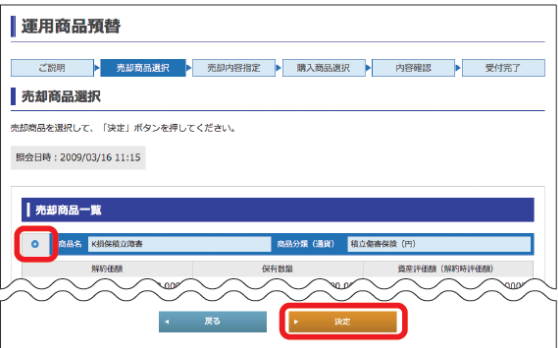 運用商品預替
ご説明 売却商品選択 売却内容指定 購入商品選択 内容確認 受付完了
売却商品選択
売却商品を選択して、「決定」ボタンを押してください。
照会日時：2009/03/16 11:15
売却商品一覧
商品名 K損保積立障害 商品分類（通貨） 積立傷害保険（円）
解約価額 保有数量 資産評価額（解約時評価額）
戻る 決定